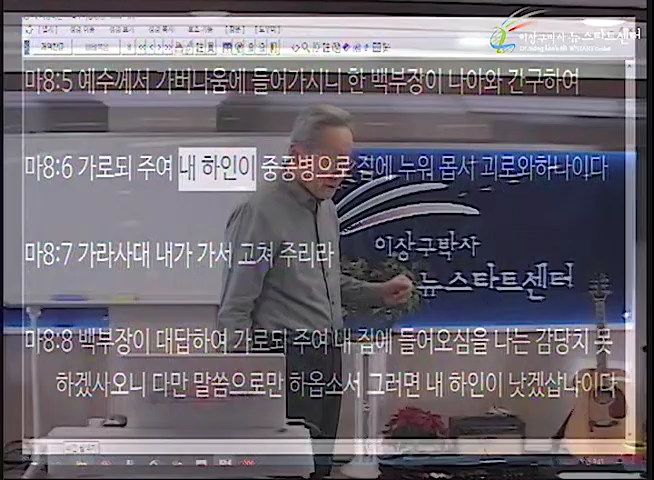 이상구박사 뉴스타트센터
마8:5 예수께서 가버나움에 들어가시니 한 백부장이 나아와 간구하여
마8:6 가로되 주여 내 하인이 중풍병으로 집에 누워 몹시 괴로와하나이다
마8:7 가라사대 내가 가서 고쳐 주리라
이상구박사
뉴스타트센터
마8:8 백부장이 대답하여 가로되 주여 내 집에 들어오심을 나는 감당치 못
하겠사오니 다만 말씀으로만 하옵소서 그러면 내 하인이 낫겠삽나이다